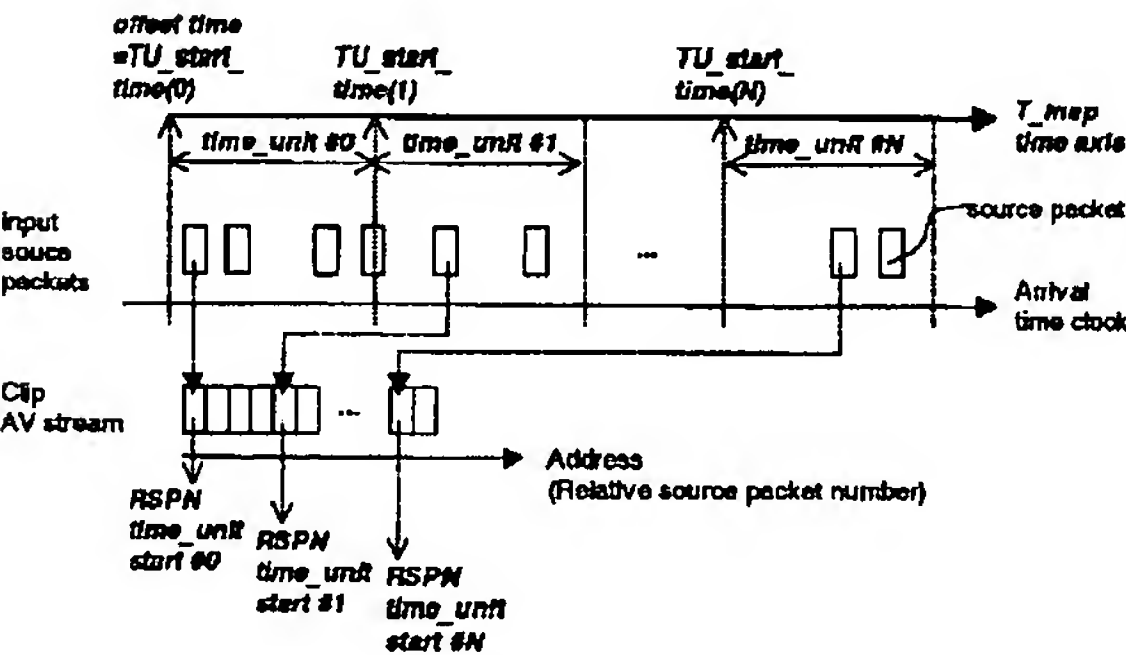 offset time
=TU_start_
time(0)
TU_start_
time(1)
TU_start_
time(N)
T_map
time axis
time_unit #0
time_unit #1
time_unit #N
input
souce
packets
source packet
...
Arrival
time clock
Clip
AV stream
...
Address
(Relative source packet number)
RSPN
time_unit
start #0
RSPN
time_unit
start #1
RSPN
time_unit
start #N